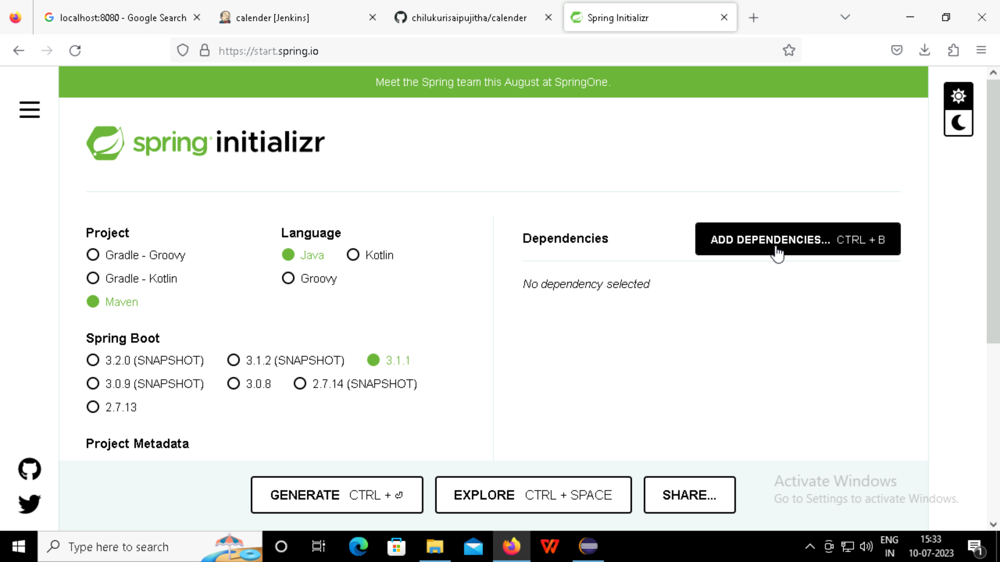 localhost:8080 - Google Search
calender [Jenkins]
chilukurisaipujitha/calender
Spring Initializr
https://start.spring.io
Meet the Spring team this August at SpringOne.
spring initializr
Project
Gradle - Groovy
Gradle - Kotlin
Maven
Language
Java
Kotlin
Groovy
Spring Boot
3.2.0 (SNAPSHOT)
3.1.2 (SNAPSHOT)
3.1.1
3.0.9 (SNAPSHOT)
3.0.8
2.7.14 (SNAPSHOT)
2.7.13
Project Metadata
Dependencies
ADD DEPENDENCIES... CTRL + B
No dependency selected
GENERATE CTRL + ⏎
EXPLORE CTRL + SPACE
SHARE...
Activate Windows
Go to Settings to activate Windows.
Type here to search
ENG
IN
15:33
10-07-2023
1